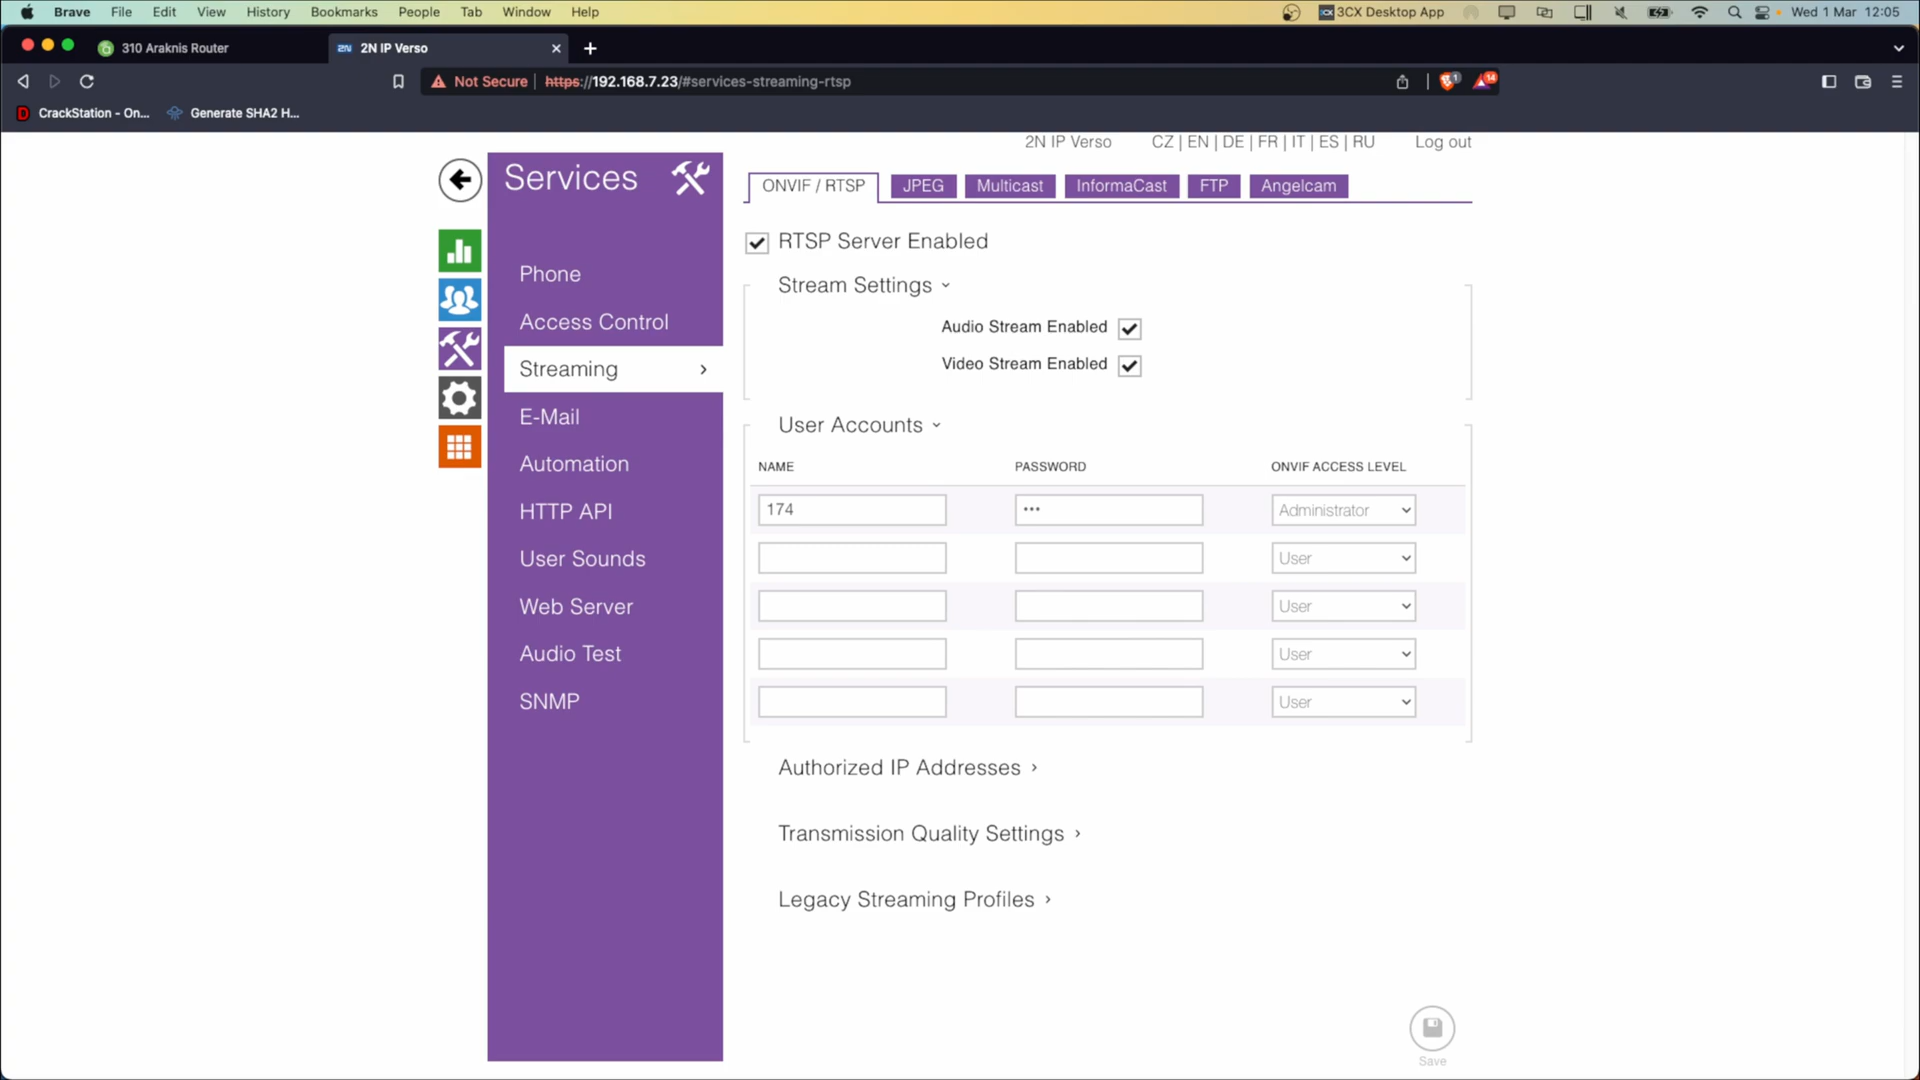 Brave File Edit View History Bookmarks People Tab Window Help 3CX Desktop App Wed 1 Mar 12:05
310 Araknis Router 2N 2N IP Verso
Not Secure https://192.168.7.23/#services-streaming-rtsp 1 14
CrackStation - On... Generate SHA2 H...
2N IP Verso CZ | EN | DE | FR | IT | ES | RU Log out
Services
ONVIF / RTSP JPEG Multicast InformaCast FTP Angelcam
RTSP Server Enabled
Phone
Stream Settings
Access Control
Audio Stream Enabled
Video Stream Enabled
Streaming
E-Mail
User Accounts
Automation
NAME PASSWORD ONVIF ACCESS LEVEL
HTTP API
174 ••• Administrator
User Sounds
User
Web Server
User
Audio Test
User
SNMP
User
Authorized IP Addresses
Transmission Quality Settings
Legacy Streaming Profiles
Save